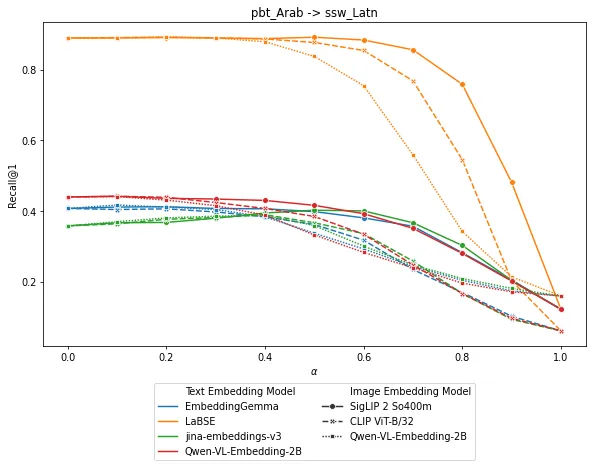 pbt_Arab -> ssw_Latn
Recall@1
0.8
0.6
0.4
0.2
0.0 0.2 0.4 0.6 0.8 1.0
α
Text Embedding Model Image Embedding Model
EmbeddingGemma SigLIP 2 So400m
LaBSE CLIP ViT-B/32
jina-embeddings-v3 Qwen-VL-Embedding-2B
Qwen-VL-Embedding-2B